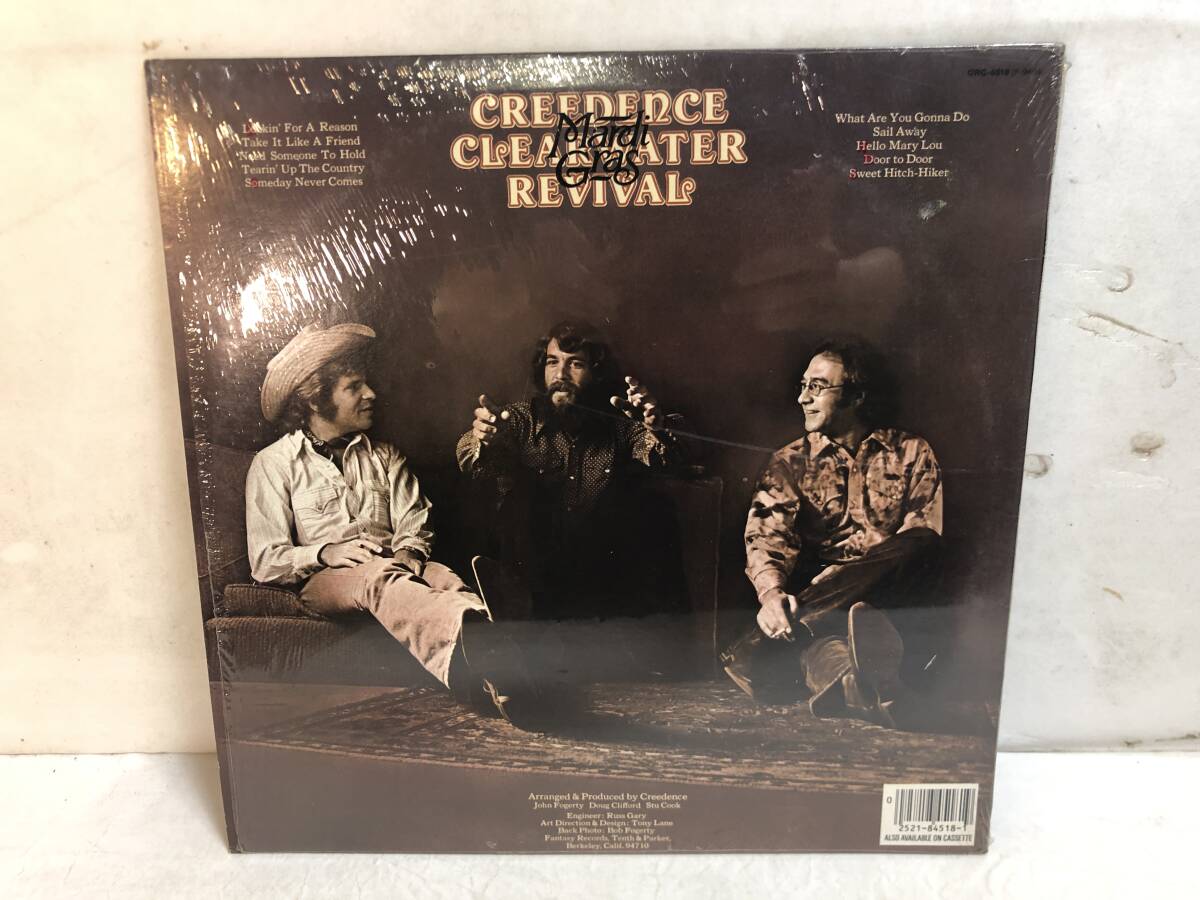 CREEDENCE
CLEARWATER
REVIVAL
Mardi
Gras
Lookin' For A Reason
Take It Like A Friend
Need Someone To Hold
Tearin' Up The Country
Someday Never Comes
What Are You Gonna Do
Sail Away
Hello Mary Lou
Door to Door
Sweet Hitch-Hiker
Arranged & Produced by Creedence
John Fogerty Doug Clifford Stu Cook
Engineer: Russ Gary
Art Direction & Design: Tony Lane
Back Photo: Bob Fogerty
Fantasy Records, Tenth & Parker,
Berkeley, Calif. 94710
0
2521-84518-1
ALSO AVAILABLE ON CASSETTE